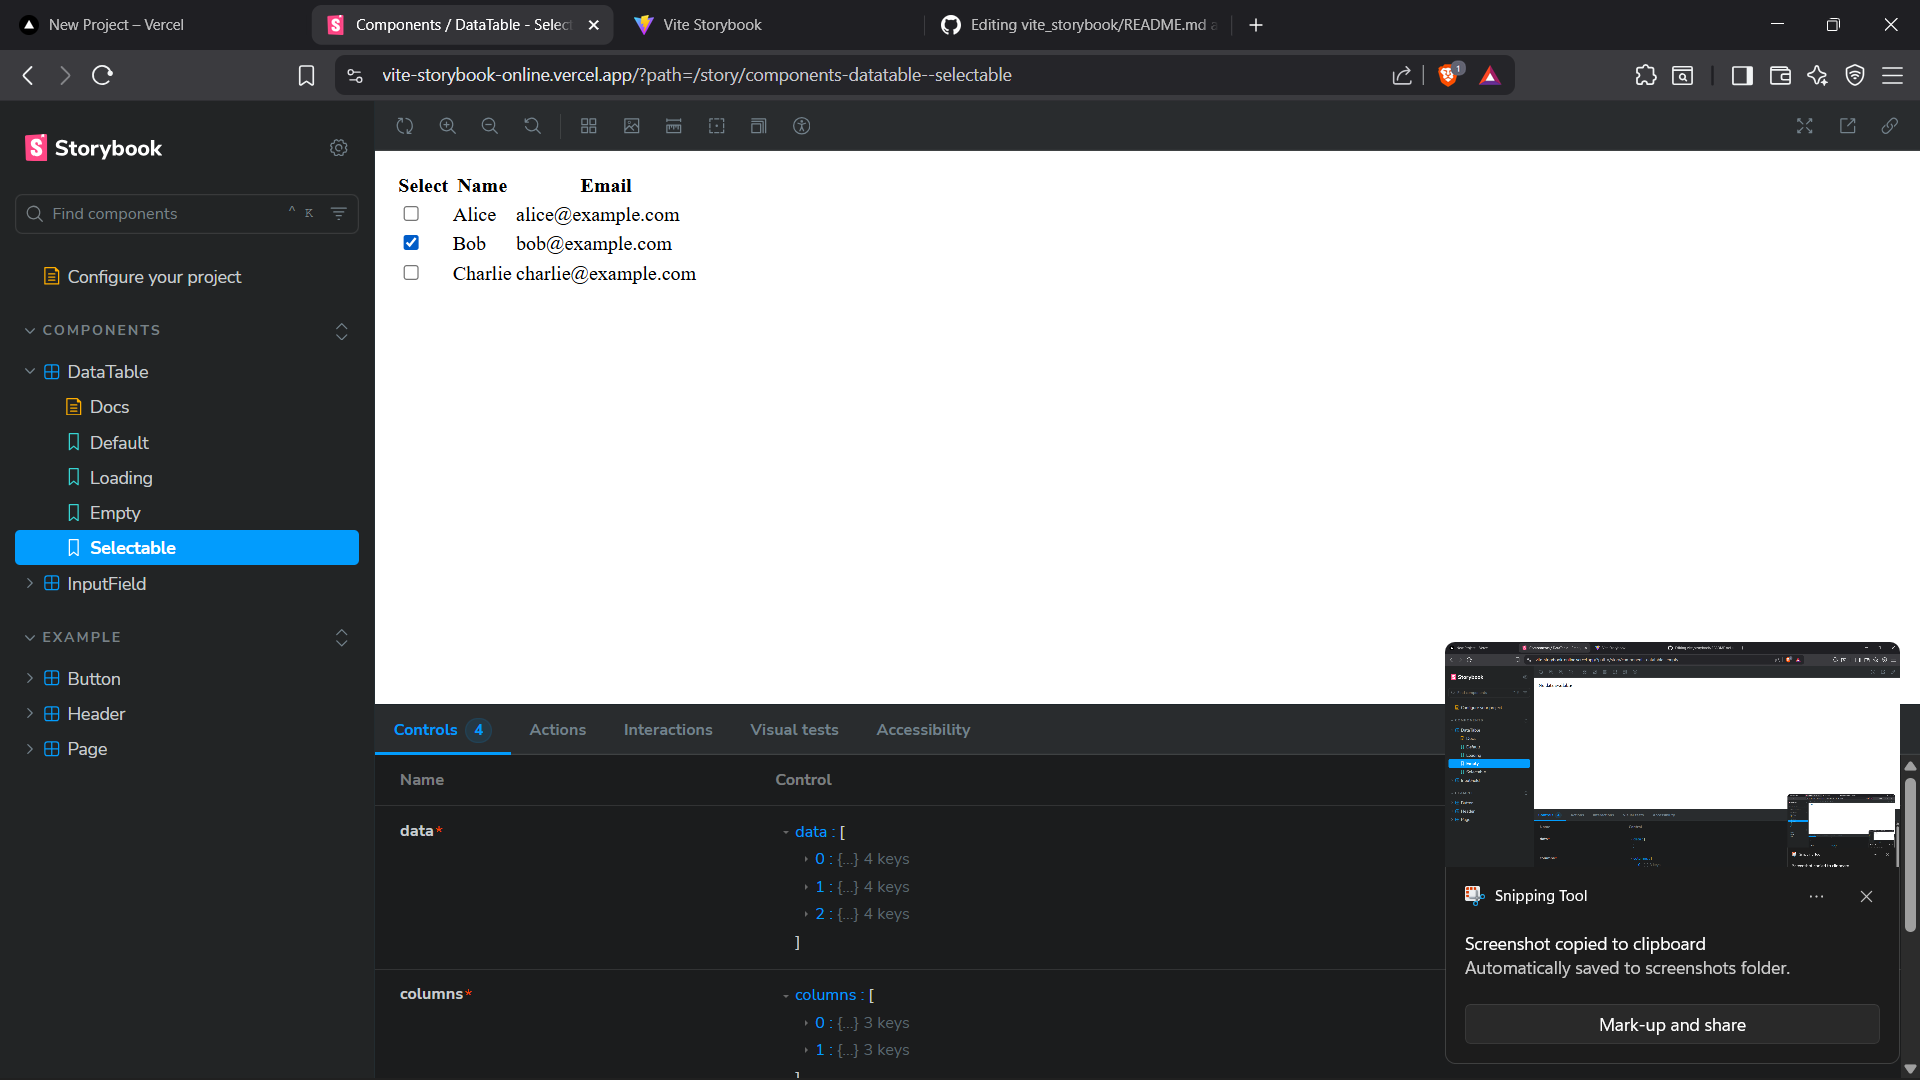 New Project – Vercel
Components / DataTable - Select
Vite Storybook
Editing vite_storybook/README.md a
vite-storybook-online.vercel.app/?path=/story/components-datatable--selectable
1
Storybook
Find components
^ K
Configure your project
COMPONENTS
DataTable
Docs
Default
Loading
Empty
Selectable
InputField
EXAMPLE
Button
Header
Page
Select Name Email
Alice alice@example.com
Bob bob@example.com
Charlie charlie@example.com
Controls 4 Actions Interactions Visual tests Accessibility
Name Control
data* data : [
0 : {...} 4 keys
1 : {...} 4 keys
2 : {...} 4 keys
]
columns* columns : [
0 : {...} 3 keys
1 : {...} 3 keys
]
Storybook
Snipping Tool
Screenshot copied to clipboard
Automatically saved to screenshots folder.
Mark-up and share